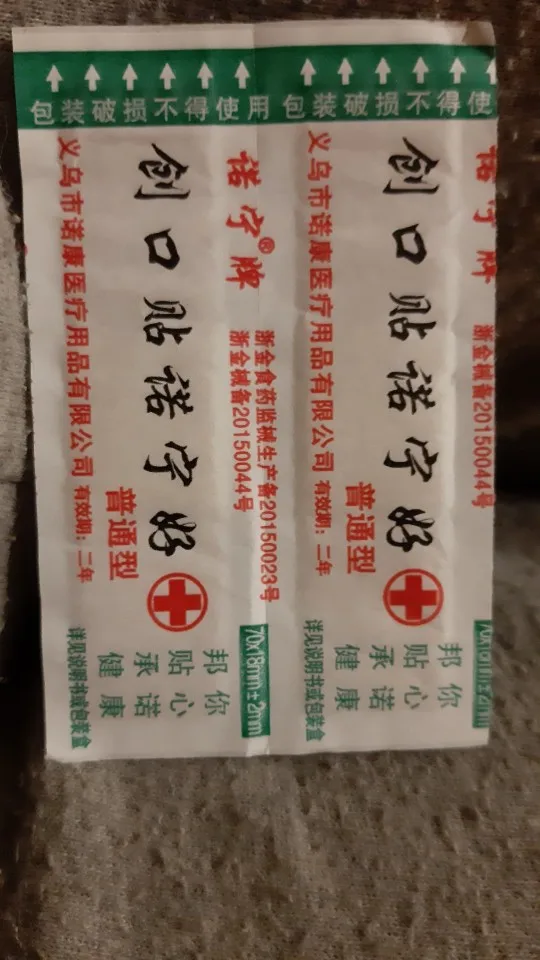 包装破损不得使用 包装破损不得使
诺宇®牌
创口贴诺宇好
义乌市诺康医疗用品有限公司 有效期：二年
浙金食药监械生产备20150023号
浙金械备20150044号
普通型
70x18mm±2mm
邦你
贴心
承诺
健康
详见说明书或包装盒
诺宇牌
创口贴诺宇好
义乌市诺康医疗用品有限公司 有效期：二年
浙金械备20150044号
普通型
邦你
贴心
承诺
健康
详见说明书或包装盒